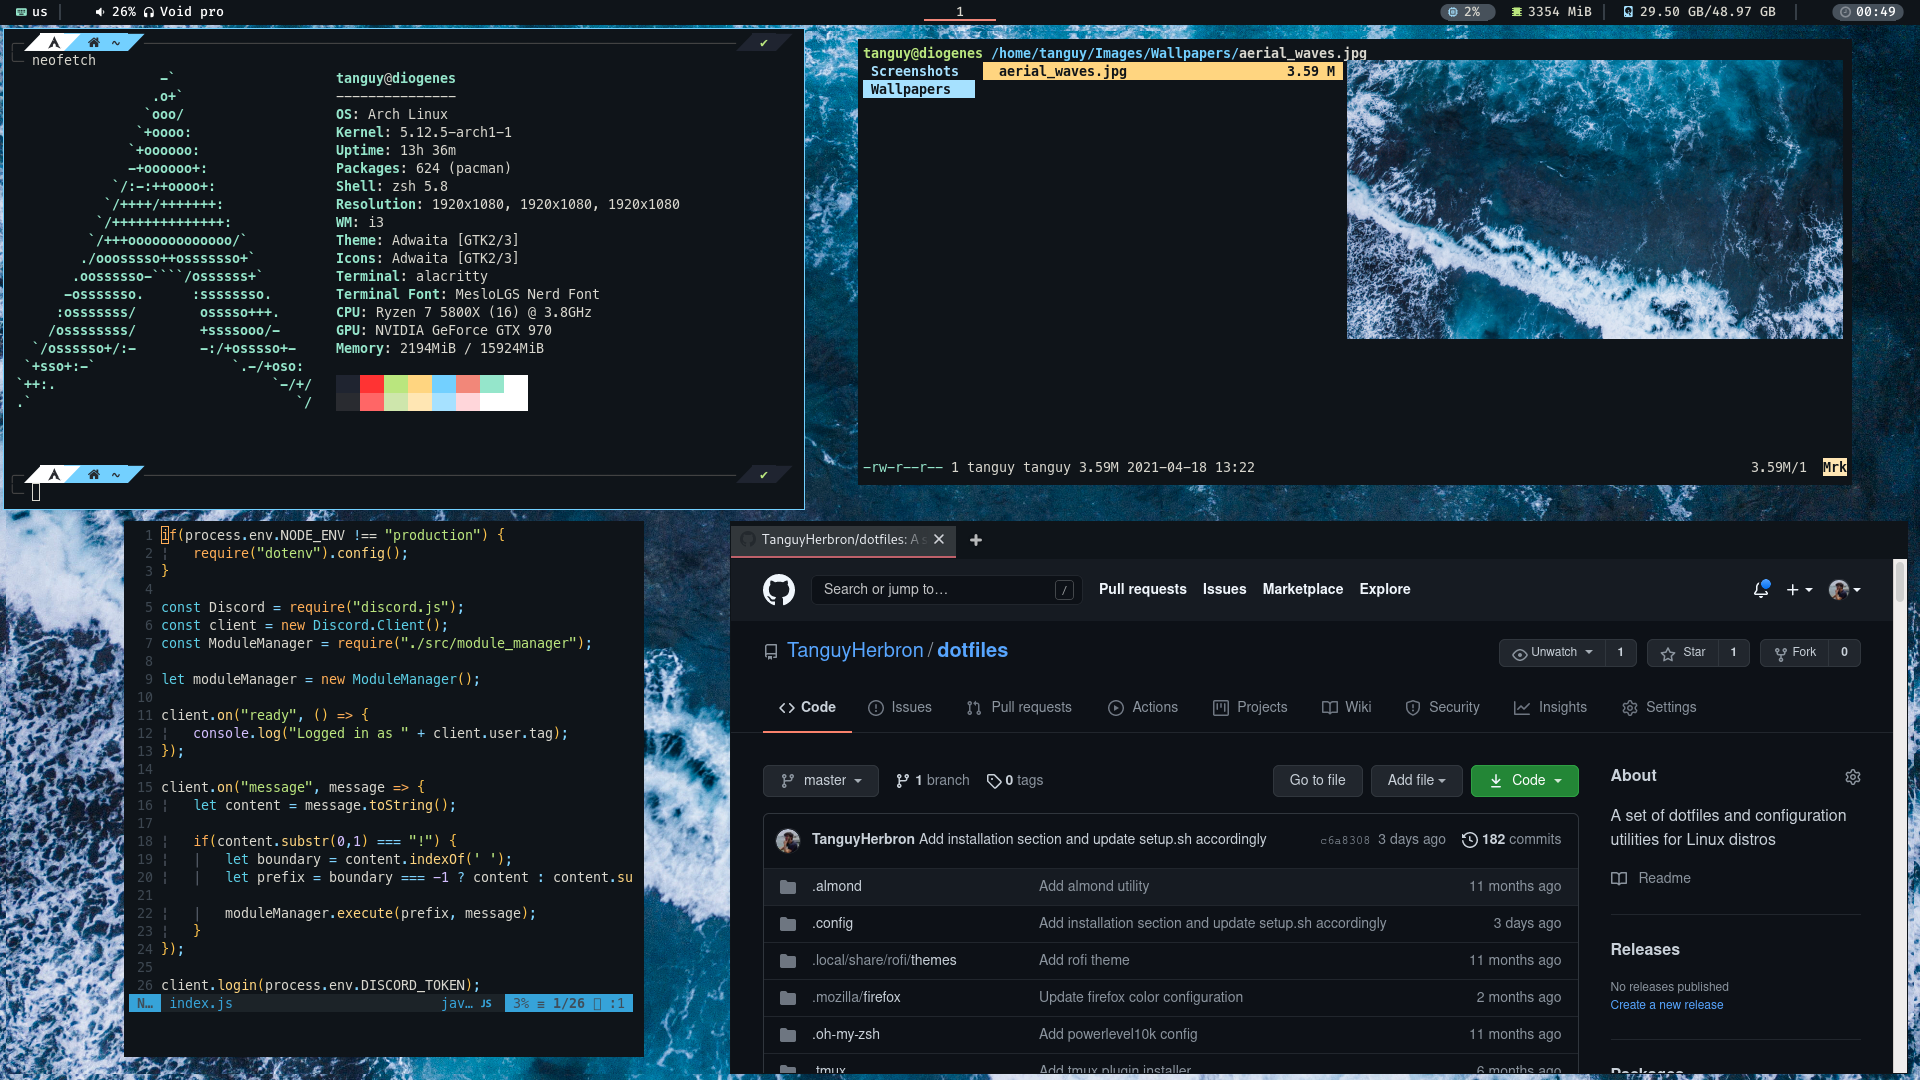 us
26% Void pro
1
2%
3354 MiB
29.50 GB/48.97 GB
00:49
~
✔
neofetch
-`
.o+`
`ooo/
`+oooo:
`+oooooo:
-+oooooo+:
`/:-:++oooo+:
`/++++/+++++++:
`/++++++++++++++:
`/+++ooooooooooooo/`
./ooosssso++osssssso+`
.oossssso-````/ossssss+`
-osssssso.      :ssssssso.
:osssssss/        osssso+++.
/ossssssss/        +ssssooo/-
`/ossssso+/:-        -:/+osssso+-
`+sso+:-`                 `.-/+oso:
`++:.                           `-/+/
.`                                 `/
tanguy@diogenes
---------------
OS: Arch Linux
Kernel: 5.12.5-arch1-1
Uptime: 13h 36m
Packages: 624 (pacman)
Shell: zsh 5.8
Resolution: 1920x1080, 1920x1080, 1920x1080
WM: i3
Theme: Adwaita [GTK2/3]
Icons: Adwaita [GTK2/3]
Terminal: alacritty
Terminal Font: MesloLGS Nerd Font
CPU: Ryzen 7 5800X (16) @ 3.8GHz
GPU: NVIDIA GeForce GTX 970
Memory: 2194MiB / 15924MiB
~
✔
tanguy@diogenes /home/tanguy/Images/Wallpapers/aerial_waves.jpg
Screenshots
Wallpapers
aerial_waves.jpg 3.59 M
-rw-r--r-- 1 tanguy tanguy 3.59M 2021-04-18 13:22
3.59M/1 Mrk
1 if(process.env.NODE_ENV !== "production") {
2     require("dotenv").config();
3 }
4
5 const Discord = require("discord.js");
6 const client = new Discord.Client();
7 const ModuleManager = require("./src/module_manager");
8
9 let moduleManager = new ModuleManager();
10
11 client.on("ready", () => {
12     console.log("Logged in as " + client.user.tag);
13 });
14
15 client.on("message", message => {
16     let content = message.toString();
17
18     if(content.substr(0,1) === "!") {
19         let boundary = content.indexOf(' ');
20         let prefix = boundary === -1 ? content : content.su
21
22         moduleManager.execute(prefix, message);
23     }
24 });
25
26 client.login(process.env.DISCORD_TOKEN);
N… index.js jav… JS 3% ≡ 1/26 :1
TanguyHerbron/dotfiles: A s ✕ +
Search or jump to… /
Pull requests Issues Marketplace Explore
TanguyHerbron / dotfiles
Unwatch 1
Star 1
Fork 0
Code Issues Pull requests Actions Projects Wiki Security Insights Settings
master 1 branch 0 tags
Go to file Add file Code
TanguyHerbron Add installation section and update setup.sh accordingly c6a8308 3 days ago 182 commits
.almond Add almond utility 11 months ago
.config Add installation section and update setup.sh accordingly 3 days ago
.local/share/rofi/themes Add rofi theme 11 months ago
.mozilla/firefox Update firefox color configuration 2 months ago
.oh-my-zsh Add powerlevel10k config 11 months ago
.tmux Add tmux plugin installer 6 months ago
About
A set of dotfiles and configuration
utilities for Linux distros
Readme
Releases
No releases published
Create a new release
Packages